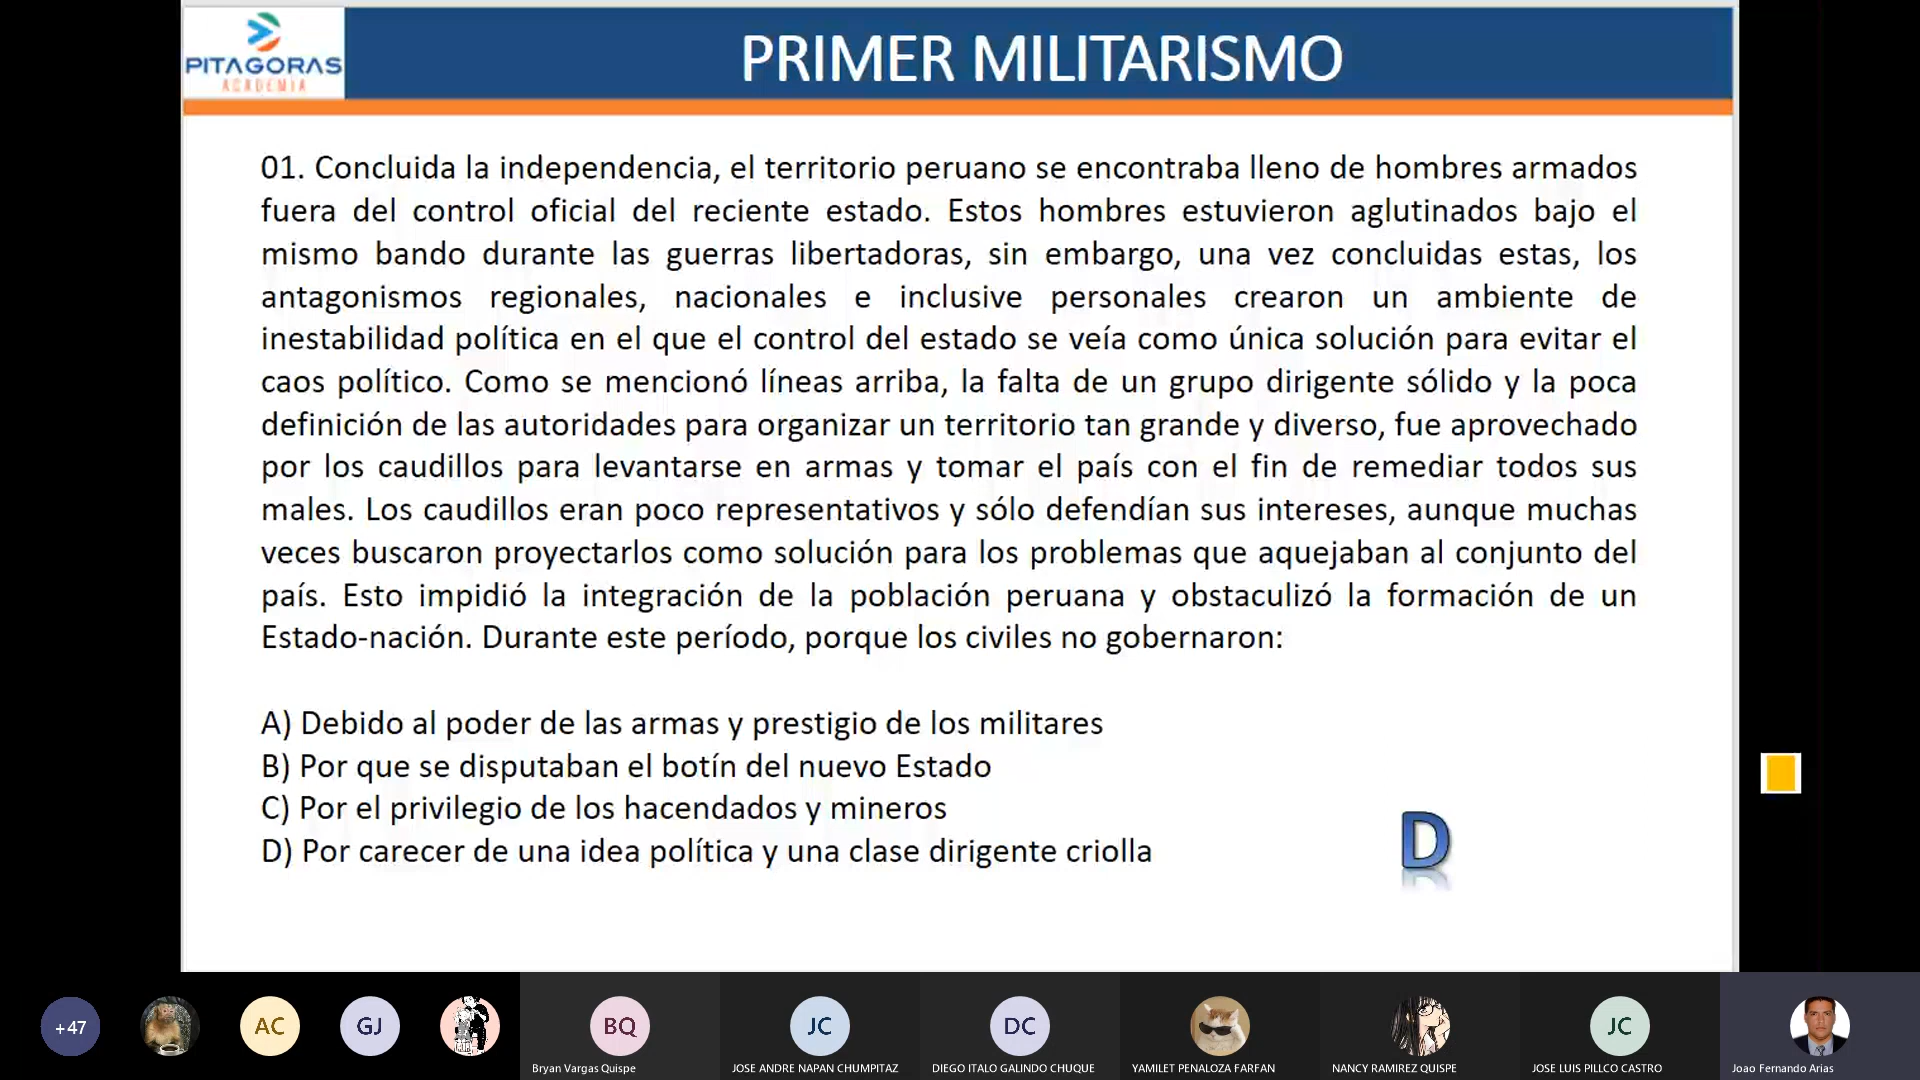 PITAGORAS
ACADEMIA
PRIMER MILITARISMO
01. Concluida la independencia, el territorio peruano se encontraba lleno de hombres armados
fuera del control oficial del reciente estado. Estos hombres estuvieron aglutinados bajo el
mismo bando durante las guerras libertadoras, sin embargo, una vez concluidas estas, los
antagonismos regionales, nacionales e inclusive personales crearon un ambiente de
inestabilidad política en el que el control del estado se veía como única solución para evitar el
caos político. Como se mencionó líneas arriba, la falta de un grupo dirigente sólido y la poca
definición de las autoridades para organizar un territorio tan grande y diverso, fue aprovechado
por los caudillos para levantarse en armas y tomar el país con el fin de remediar todos sus
males. Los caudillos eran poco representativos y sólo defendían sus intereses, aunque muchas
veces buscaron proyectarlos como solución para los problemas que aquejaban al conjunto del
país. Esto impidió la integración de la población peruana y obstaculizó la formación de un
Estado-nación. Durante este período, porque los civiles no gobernaron:
A) Debido al poder de las armas y prestigio de los militares
B) Por que se disputaban el botín del nuevo Estado
C) Por el privilegio de los hacendados y mineros
D) Por carecer de una idea política y una clase dirigente criolla
D
+47
AC
GJ
BQ
JC
DC
JC
Bryan Vargas Quispe
JOSE ANDRE NAPAN CHUMPITAZ
DIEGO ITALO GALINDO CHUQUE
YAMILET PENALOZA FARFAN
NANCY RAMIREZ QUISPE
JOSE LUIS PILLCO CASTRO
Joao Fernando Arias